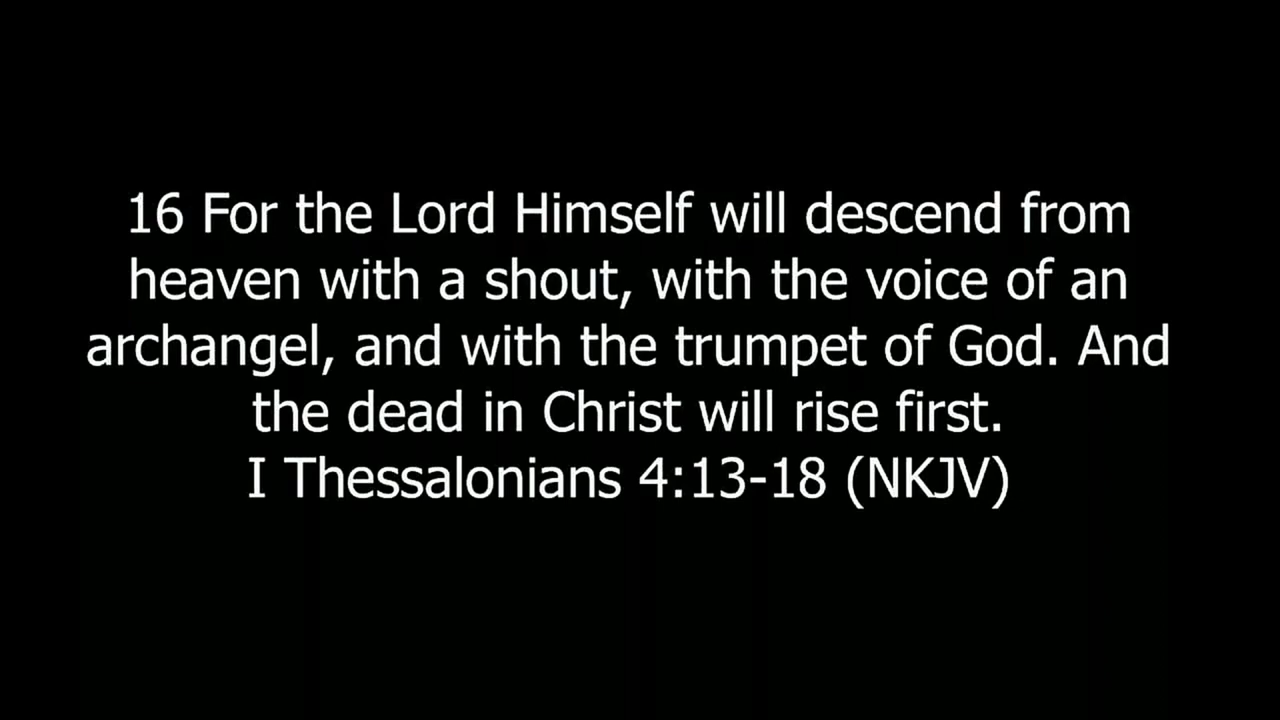 16 For the Lord Himself will descend from
heaven with a shout, with the voice of an
archangel, and with the trumpet of God. And
the dead in Christ will rise first.
I Thessalonians 4:13-18 (NKJV)